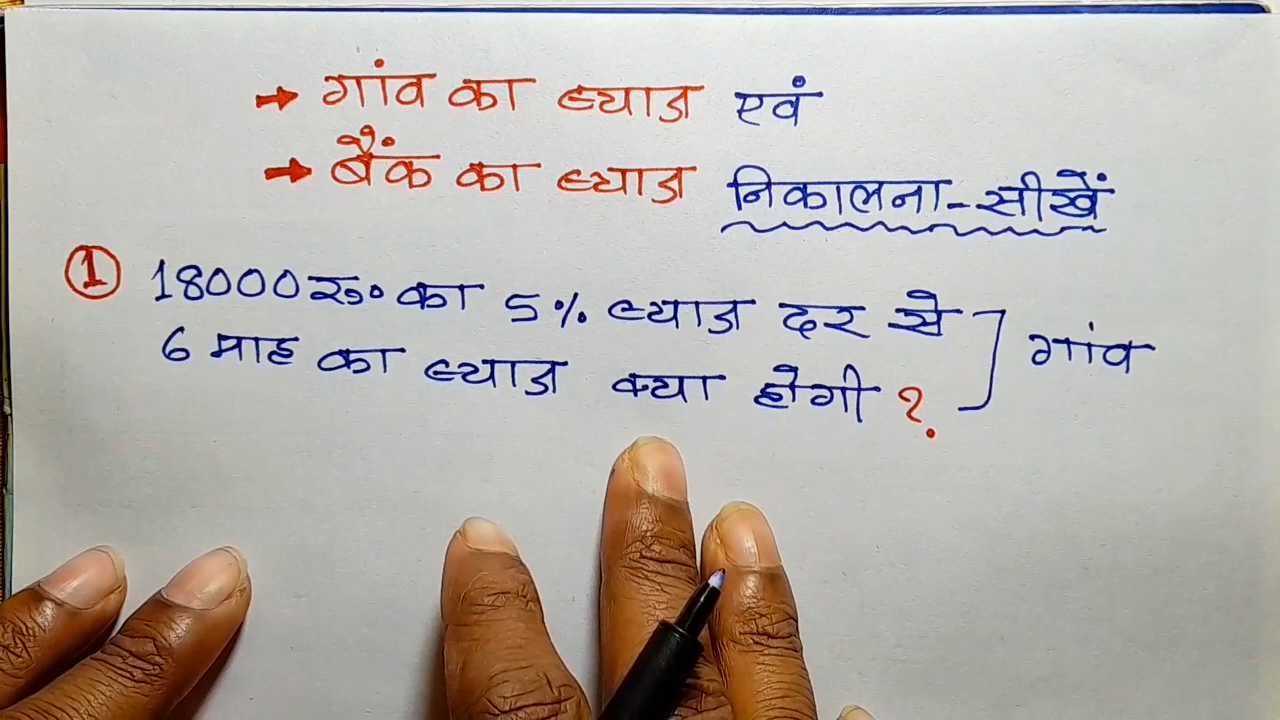 → गांव का ब्याज एवं
→ बैंक का ब्याज निकालना-सीखें
① 18000 रु० का 5% ब्याज दर से
6 माह का ब्याज क्या होगी ? ] गांव